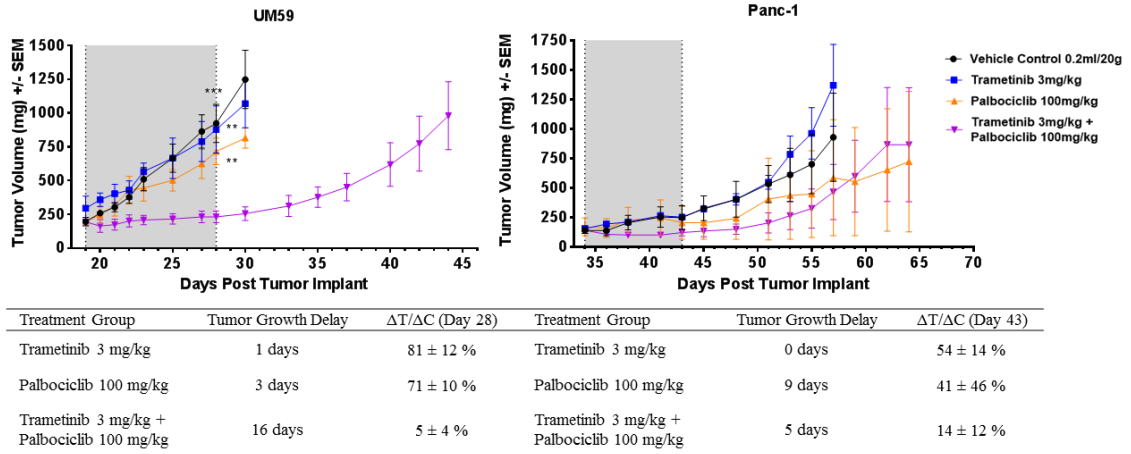 UM59
Tumor Volume (mg) +/- SEM
1500
1250
1000
750
500
250
0
***
**
**
20 25 30 35 40 45
Days Post Tumor Implant
Panc-1
Tumor Volume (mg) +/- SEM
1750
1500
1250
1000
750
500
250
0
35 40 45 50 55 60 65 70
Days Post Tumor Implant
Vehicle Control 0.2ml/20g
Trametinib 3mg/kg
Palbociclib 100mg/kg
Trametinib 3mg/kg +
Palbociclib 100mg/kg
Treatment Group Tumor Growth Delay ΔT/ΔC (Day 28)
Trametinib 3 mg/kg 1 days 81 ± 12 %
Palbociclib 100 mg/kg 3 days 71 ± 10 %
Trametinib 3 mg/kg +
Palbociclib 100 mg/kg 16 days 5 ± 4 %
Treatment Group Tumor Growth Delay ΔT/ΔC (Day 43)
Trametinib 3 mg/kg 0 days 54 ± 14 %
Palbociclib 100 mg/kg 9 days 41 ± 46 %
Trametinib 3 mg/kg +
Palbociclib 100 mg/kg 5 days 14 ± 12 %